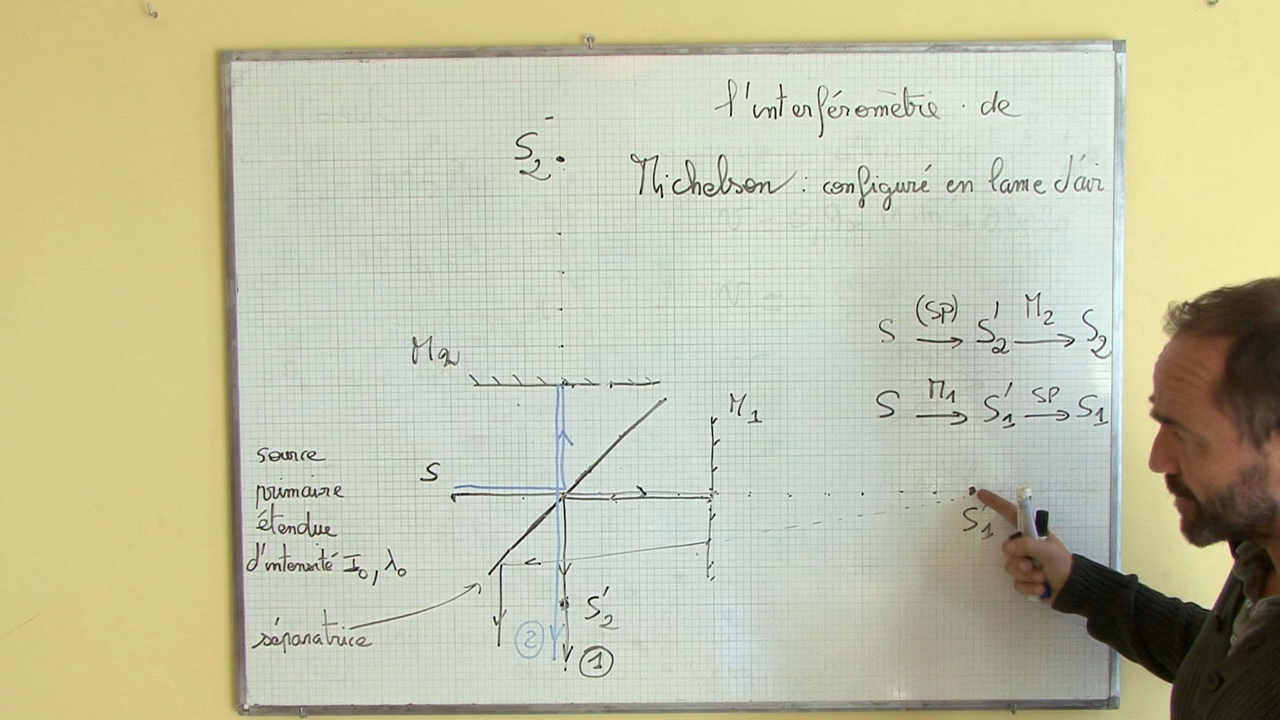 l'interféromètre de
Michelson : configuré en lame d'air
S2
S (SP) → S'2 M2 → S2
S M1 → S'1 SP → S1
M2
M1
source
primaire
étendue
d'intensité I0, λ0
S
S'1
séparatrice
S'2
2
1